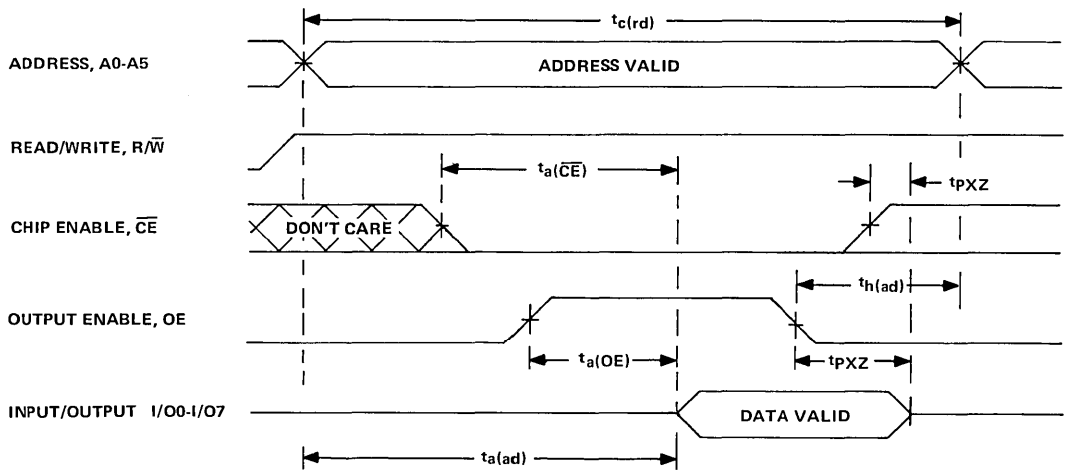 tc(rd)
ADDRESS, A0-A5
ADDRESS VALID
READ/WRITE, R/W̅
ta(C̅E̅)
tPXZ
CHIP ENABLE, C̅E̅
DON'T CARE
th(ad)
OUTPUT ENABLE, OE
ta(OE)
tPXZ
INPUT/OUTPUT I/O0-I/O7
DATA VALID
ta(ad)